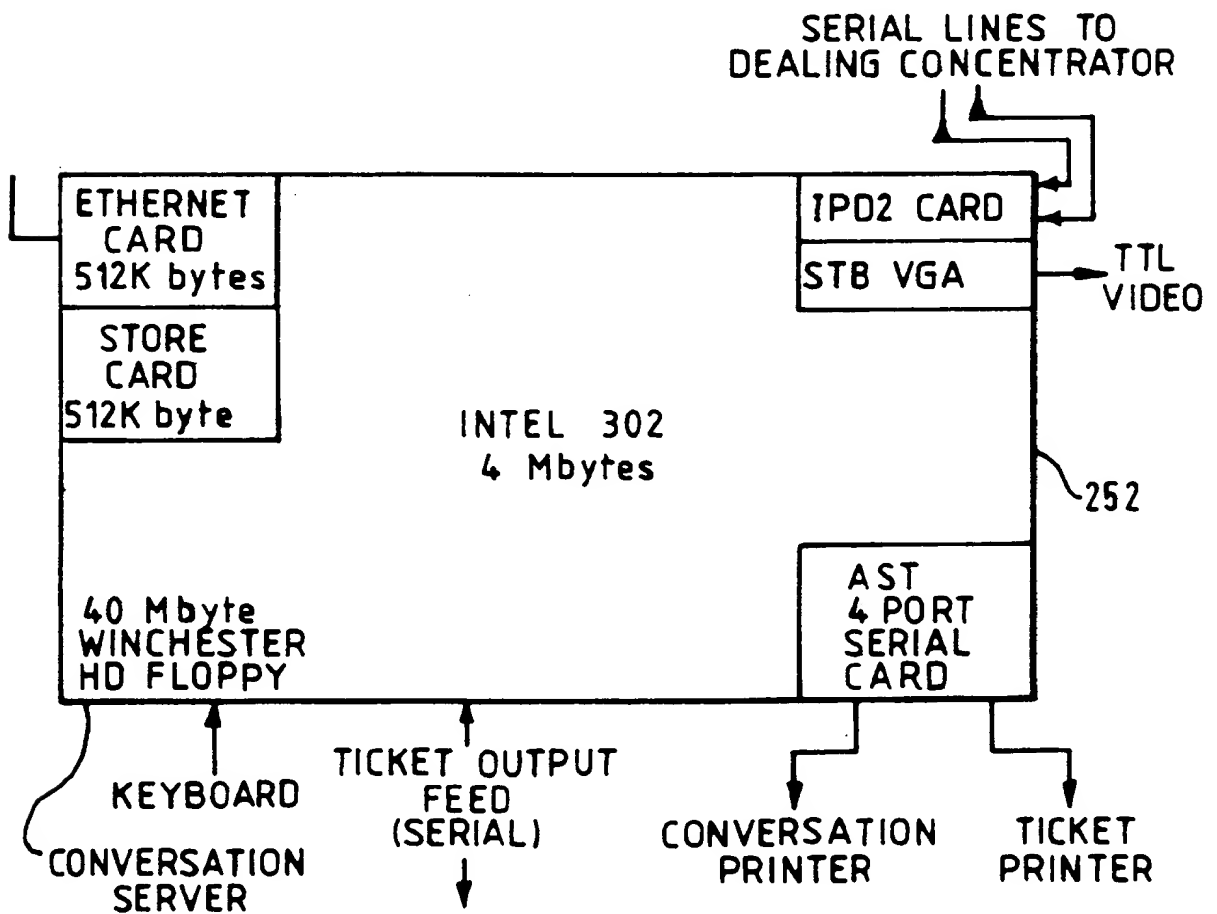 SERIAL LINES TO
DEALING CONCENTRATOR
ETHERNET
CARD
512K bytes
STORE
CARD
512K byte
IPD2 CARD
STB VGA
TTL
VIDEO
INTEL 302
4 Mbytes
252
40 Mbyte
WINCHESTER
HD FLOPPY
AST
4 PORT
SERIAL
CARD
KEYBOARD
CONVERSATION
SERVER
TICKET OUTPUT
FEED
(SERIAL)
CONVERSATION
PRINTER
TICKET
PRINTER